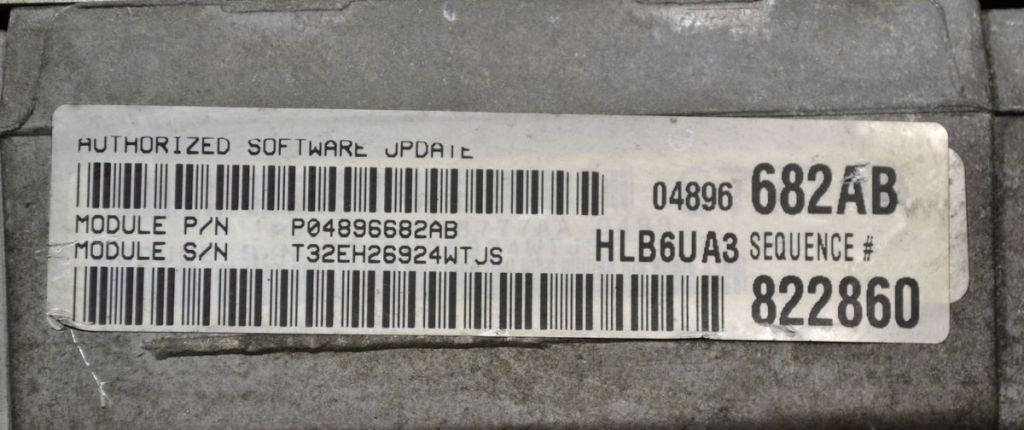 AUTHORIZED SOFTWARE UPDATE
04896 682AB
MODULE P/N P04896682AB
MODULE S/N T32EH26924WTJS
HLB6UA3 SEQUENCE #
822860